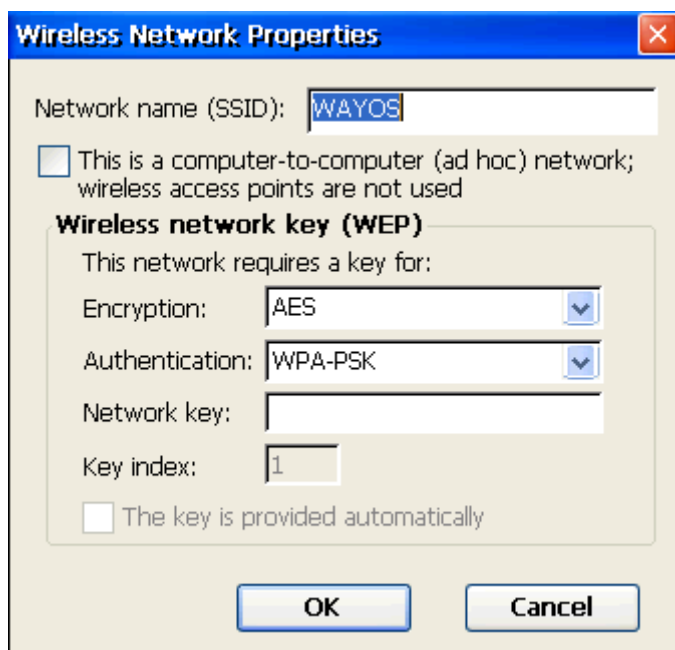 Wireless Network Properties
Network name (SSID): WAYOS
This is a computer-to-computer (ad hoc) network;
wireless access points are not used
Wireless network key (WEP)
This network requires a key for:
Encryption: AES
Authentication: WPA-PSK
Network key:
Key index: 1
The key is provided automatically
OK Cancel